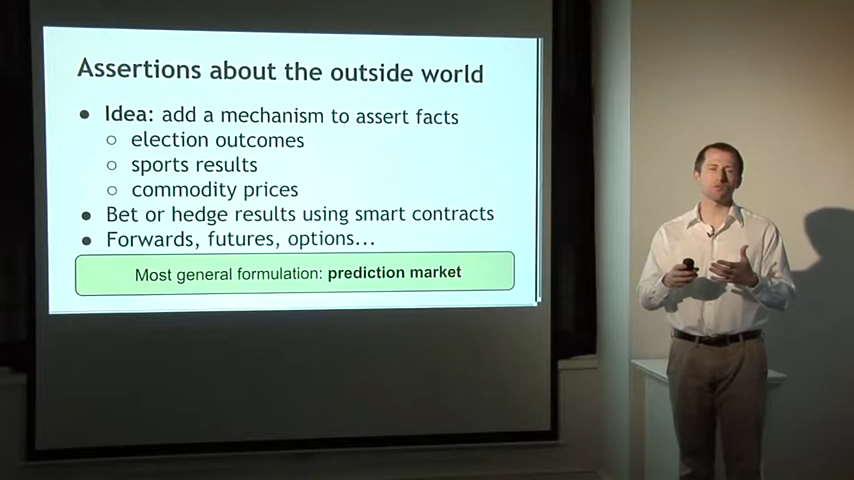 Assertions about the outside world
● Idea: add a mechanism to assert facts
○ election outcomes
○ sports results
○ commodity prices
● Bet or hedge results using smart contracts
● Forwards, futures, options...
Most general formulation: prediction market